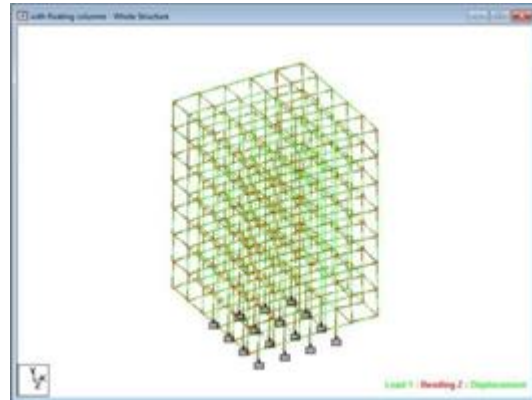 with floating columns - Whole Structure
Y
X
Z
Load 1 : Bending Z : Displacement